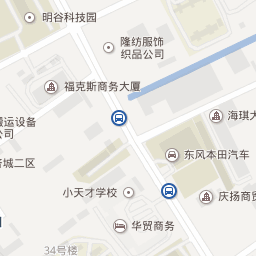 明谷科技园
隆纺服饰
织品公司
福克斯商务大厦
海琪大
运设备
公司
城二区
东风本田汽车
小天才学校
庆扬商贸
华贸商务
34号楼